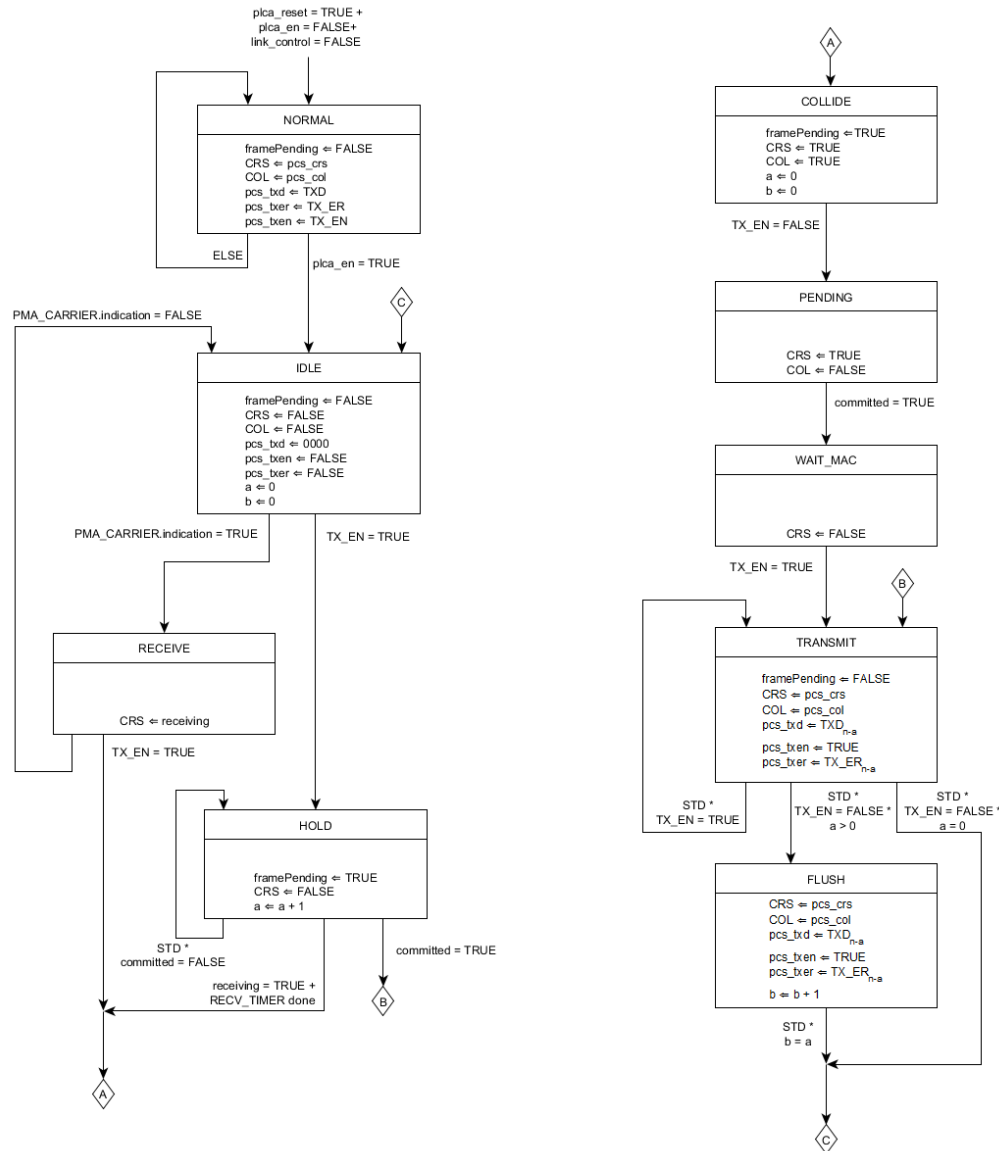 plca_reset = TRUE +
plca_en = FALSE+
link_control = FALSE
NORMAL
framePending ⇐ FALSE
CRS ⇐ pcs_crs
COL ⇐ pcs_col
pcs_txd ⇐ TXD
pcs_txer ⇐ TX_ER
pcs_txen ⇐ TX_EN
ELSE
plca_en = TRUE
C
PMA_CARRIER.indication = FALSE
IDLE
framePending ⇐ FALSE
CRS ⇐ FALSE
COL ⇐ FALSE
pcs_txd ⇐ 0000
pcs_txen ⇐ FALSE
pcs_txer ⇐ FALSE
a ⇐ 0
b ⇐ 0
PMA_CARRIER.indication = TRUE
TX_EN = TRUE
RECEIVE
CRS ⇐ receiving
TX_EN = TRUE
HOLD
framePending ⇐ TRUE
CRS ⇐ FALSE
a ⇐ a + 1
STD *
committed = FALSE
committed = TRUE
receiving = TRUE +
RECV_TIMER done
B
A
A
COLLIDE
framePending ⇐ TRUE
CRS ⇐ TRUE
COL ⇐ TRUE
a ⇐ 0
b ⇐ 0
TX_EN = FALSE
PENDING
CRS ⇐ TRUE
COL ⇐ FALSE
committed = TRUE
WAIT_MAC
CRS ⇐ FALSE
TX_EN = TRUE
B
TRANSMIT
framePending ⇐ FALSE
CRS ⇐ pcs_crs
COL ⇐ pcs_col
pcs_txd ⇐ TXDn-a
pcs_txen ⇐ TRUE
pcs_txer ⇐ TX_ERn-a
STD *
TX_EN = TRUE
STD *
TX_EN = FALSE *
a > 0
STD *
TX_EN = FALSE *
a = 0
FLUSH
CRS ⇐ pcs_crs
COL ⇐ pcs_col
pcs_txd ⇐ TXDn-a
pcs_txen ⇐ TRUE
pcs_txer ⇐ TX_ERn-a
b ⇐ b + 1
STD *
b = a
C